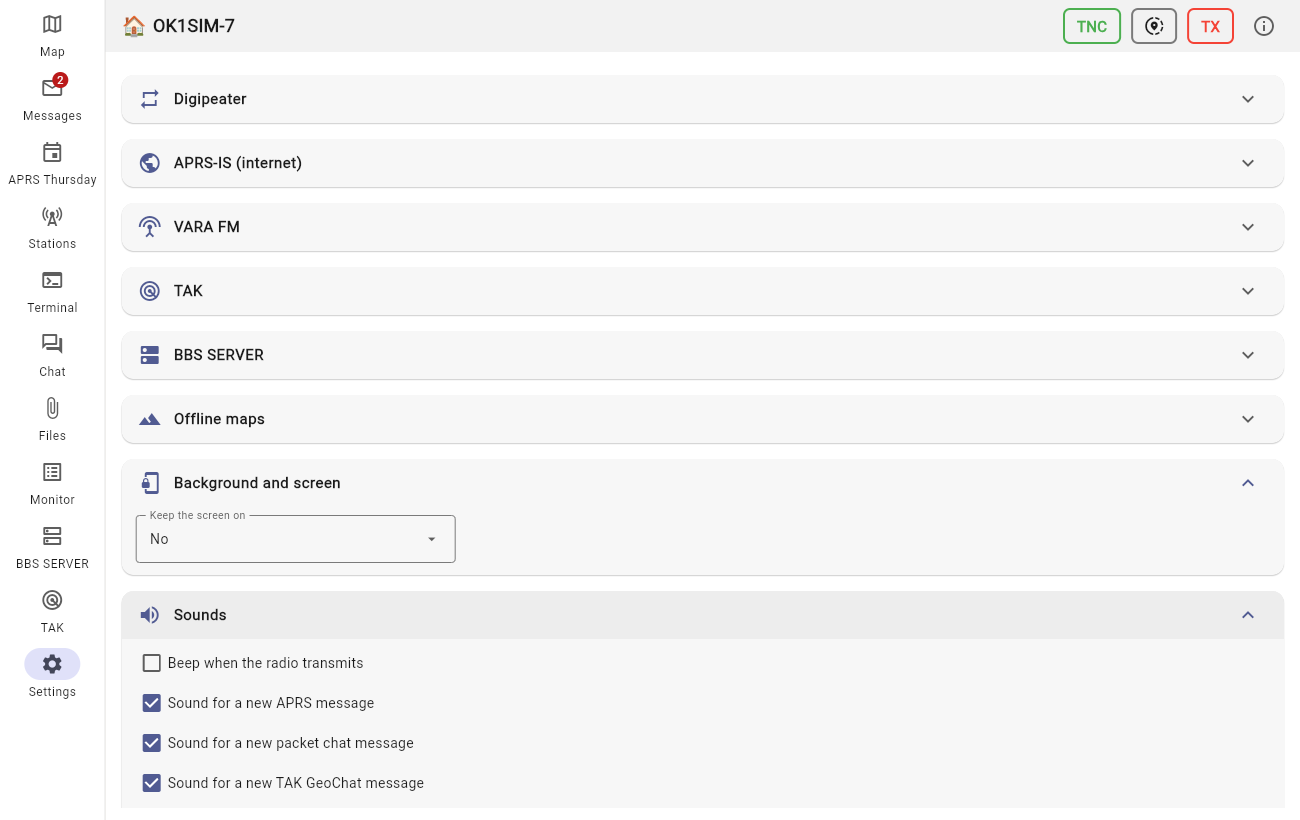 OK1SIM-7
TNC
TX
Map
2
Messages
APRS Thursday
Stations
Terminal
Chat
Files
Monitor
BBS SERVER
TAK
Settings
Digipeater
APRS-IS (internet)
VARA FM
TAK
BBS SERVER
Offline maps
Background and screen
Keep the screen on
No
Sounds
Beep when the radio transmits
Sound for a new APRS message
Sound for a new packet chat message
Sound for a new TAK GeoChat message